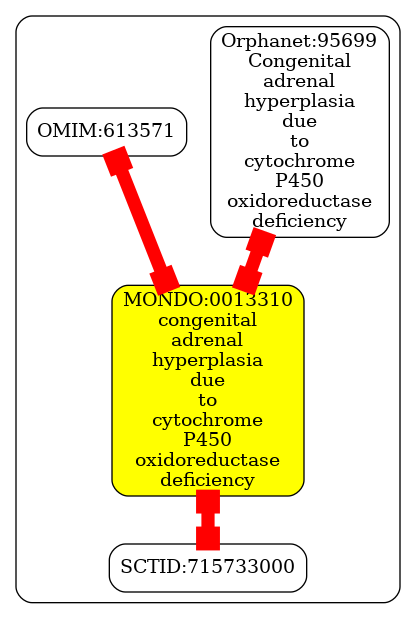 Orphanet:95699
Congenital
adrenal
hyperplasia
due
to
cytochrome
P450
oxidoreductase
deficiency
OMIM:613571
MONDO:0013310
congenital
adrenal
hyperplasia
due
to
cytochrome
P450
oxidoreductase
deficiency
SCTID:715733000